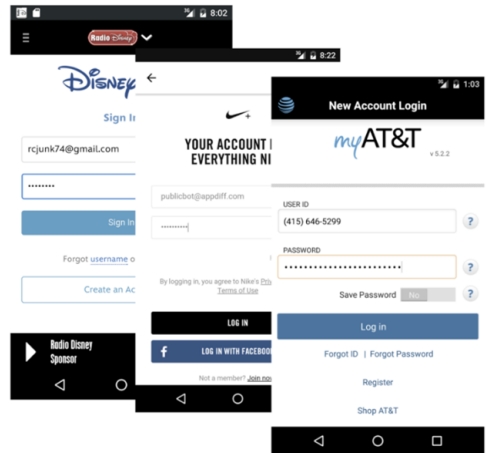 8:02
Radio Disney
Disney
Sign I
rcjunk74@gmail.com
Sign In
Forgot username o
Create an Ac
Radio Disney
Sponsor
8:22
YOUR ACCOUNT
EVERYTHING NI
publicbot@appdiff.com
By logging in, you agree to Nike's Pri
Terms of Use
LOG IN
f LOG IN WITH FACEBOO
Not a member? Join now
1:03
New Account Login
myAT&T
v 5.2.2
USER ID
(415) 646-5299
?
PASSWORD
?
Save Password No ?
Log in
Forgot ID | Forgot Password
Register
Shop AT&T